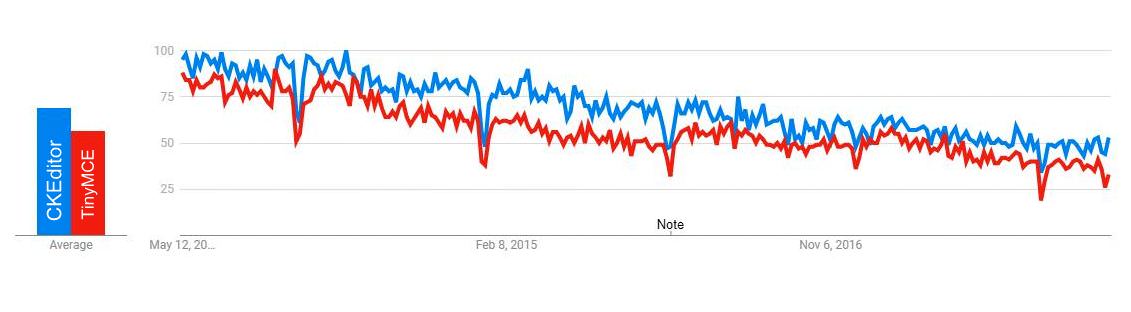 100
75
50
25
CKEditor
TinyMCE
Average
Note
May 12, 20...
Feb 8, 2015
Nov 6, 2016